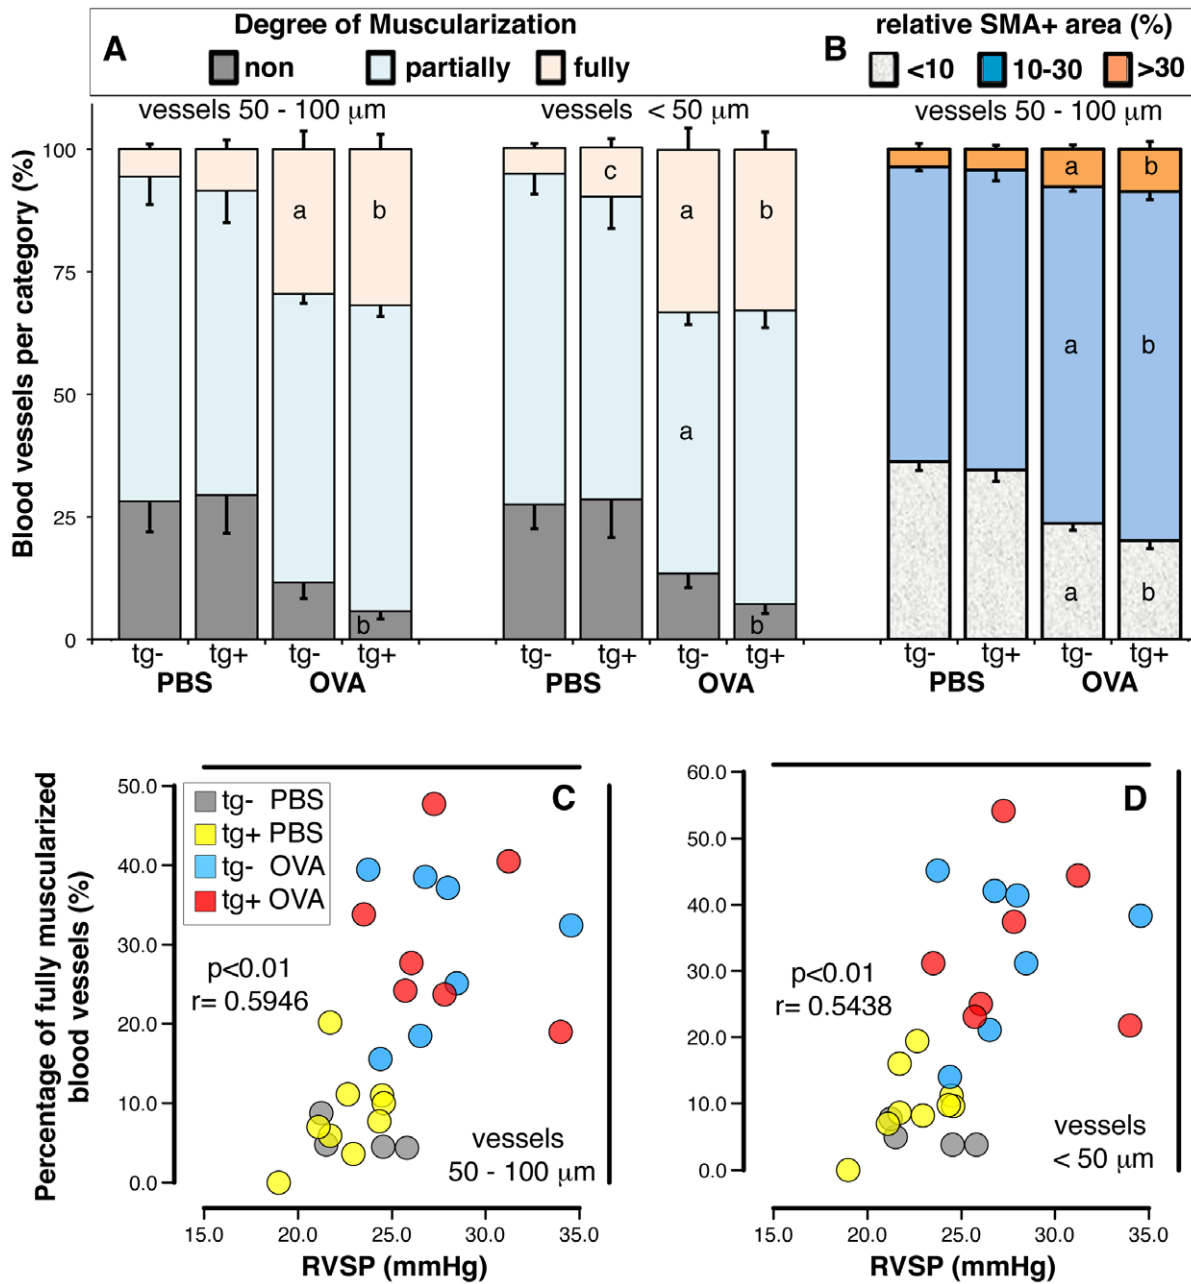 A
Degree of Muscularization
non
partially
fully
B
relative SMA+ area (%)
<10
10-30
>30
vessels 50 - 100 µm
vessels < 50 µm
vessels 50 - 100 µm
Blood vessels per category (%)
100
75
50
25
0
a
b
b
c
a
a
b
b
a
a
a
b
b
b
tg-
tg+
tg-
tg+
PBS
OVA
tg-
tg+
tg-
tg+
PBS
OVA
tg-
tg+
tg-
tg+
PBS
OVA
C
Percentage of fully muscularized
blood vessels (%)
50.0
40.0
30.0
20.0
10.0
0.0
tg- PBS
tg+ PBS
tg- OVA
tg+ OVA
p<0.01
r= 0.5946
vessels
50 - 100 µm
15.0
20.0
25.0
30.0
35.0
RVSP (mmHg)
D
60.0
50.0
40.0
30.0
20.0
10.0
0.0
p<0.01
r= 0.5438
vessels
< 50 µm
15.0
20.0
25.0
30.0
35.0
RVSP (mmHg)